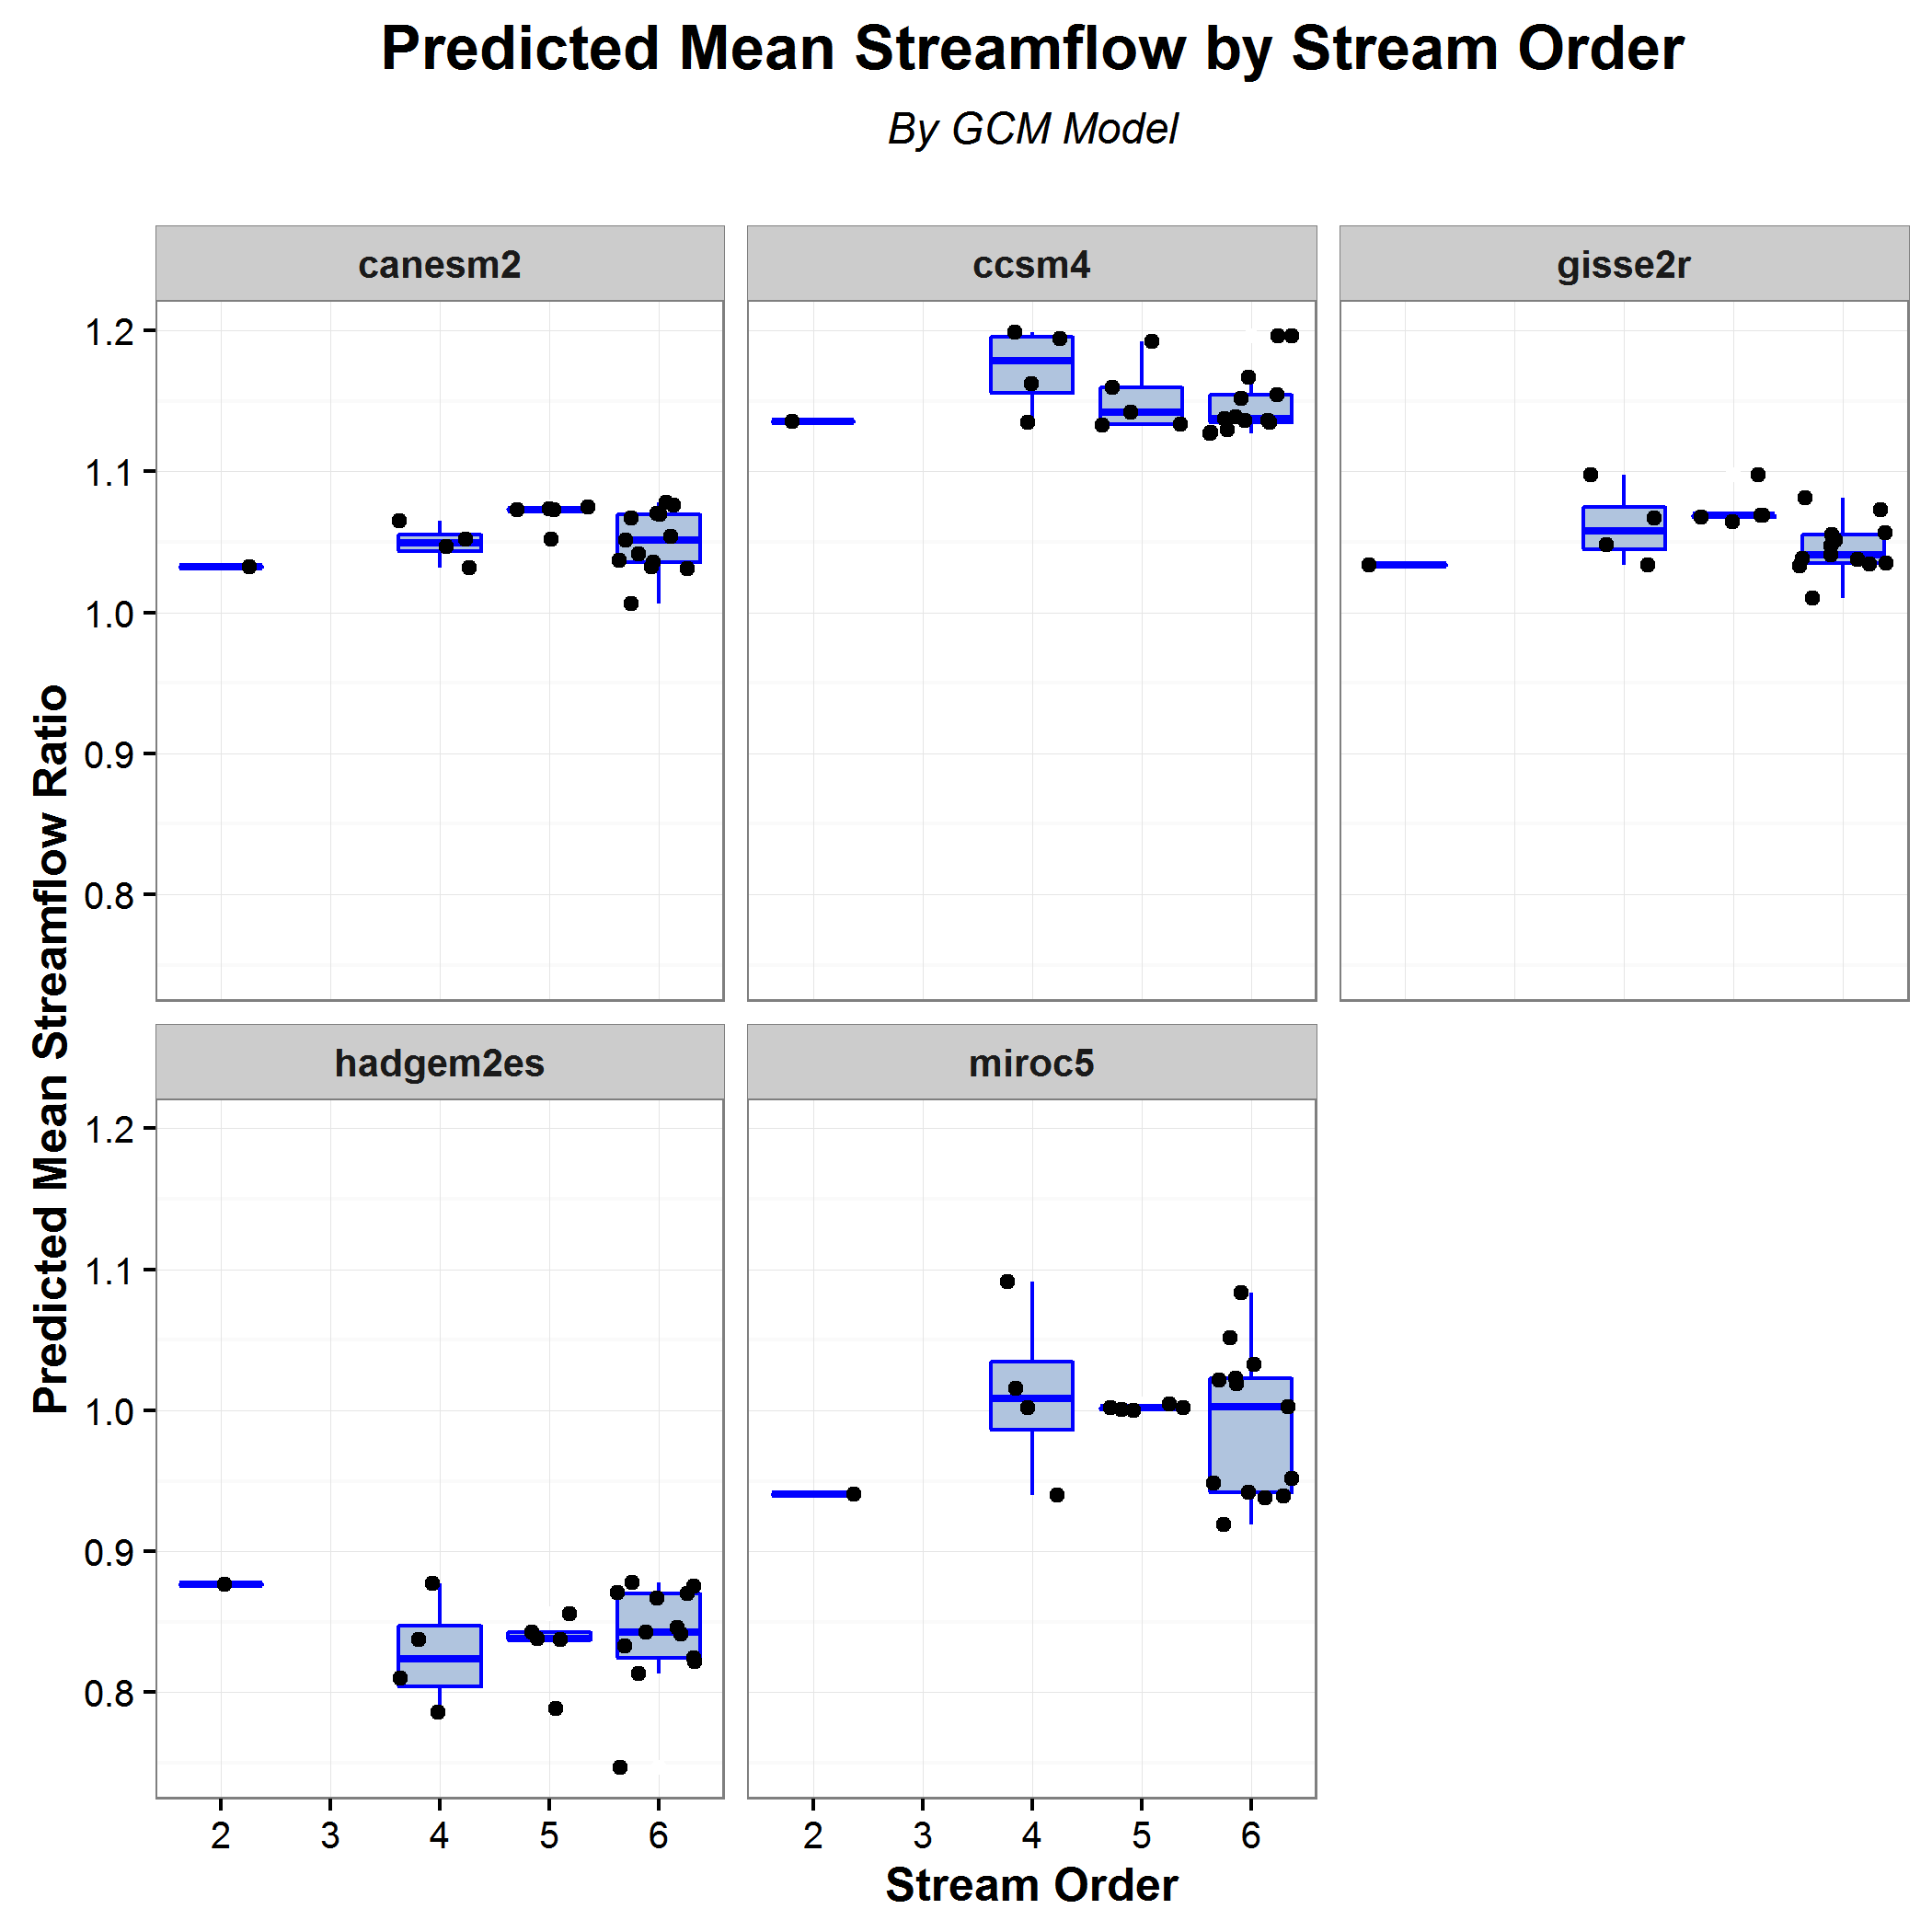 Predicted Mean Streamflow by Stream Order
By GCM Model
canesm2
ccsm4
gisse2r
1.2
1.1
1.0
0.9
0.8
Predicted Mean Streamflow Ratio
hadgem2es
miroc5
1.2
1.1
1.0
0.9
0.8
2 3 4 5 6
2 3 4 5 6
Stream Order